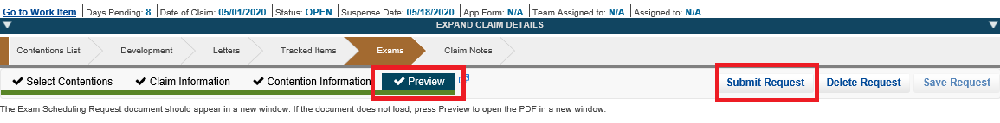 Go to Work Item Days Pending: 8 Date of Claim: 05/01/2020 Status: OPEN Suspense Date: 05/18/2020 App Form: N/A Team Assigned to: N/A Assigned to: N/A
EXPAND CLAIM DETAILS
Contentions List Development Letters Tracked Items Exams Claim Notes
Select Contentions Claim Information Contention Information Preview Submit Request Delete Request Save Request
The Exam Scheduling Request document should appear in a new window. If the document does not load, press Preview to open the PDF in a new window.